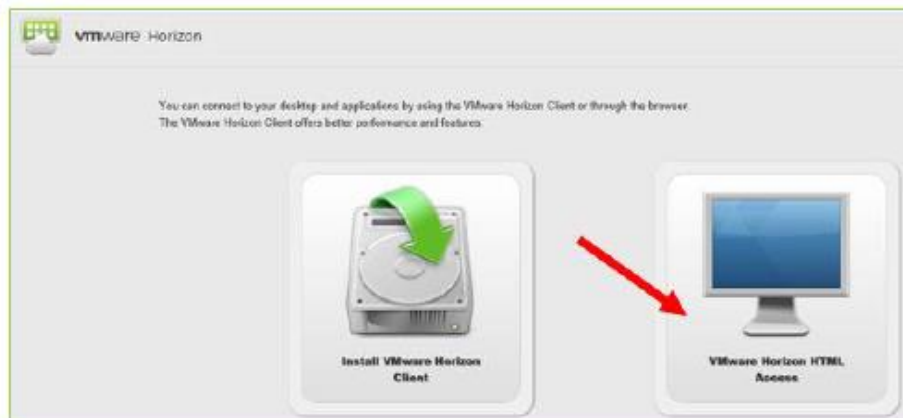 vmware Horizon
You can connect to your desktop and applications by using the VMware Horizon Client or through the browser.
The VMware Horizon Client offers better performance and features.
Install VMware Horizon
Client
VMware Horizon HTML
Access